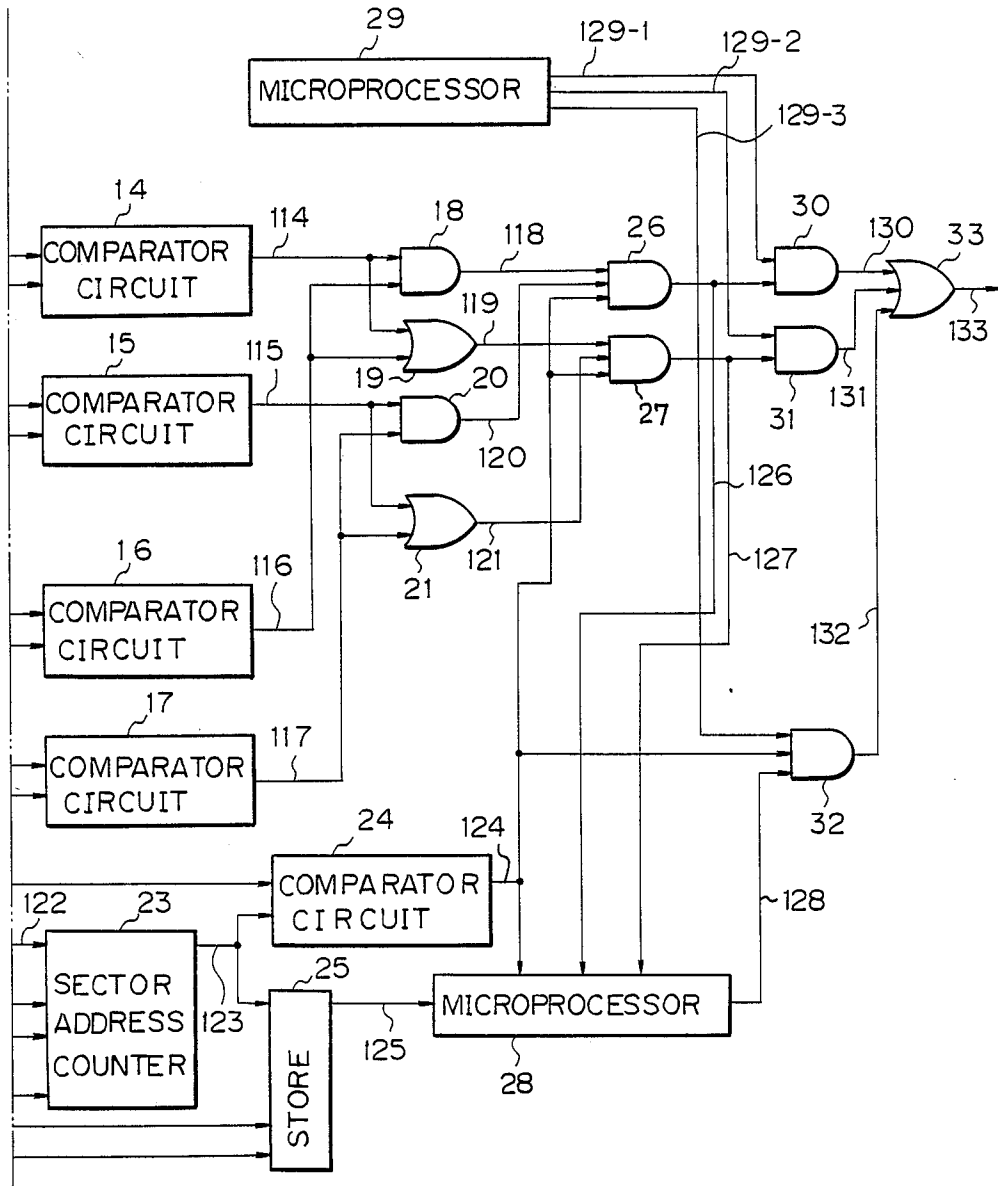 29
129-1
129-2
MICROPROCESSOR
129-3
14
114
18
118
26
30
130
33
COMPARATOR
CIRCUIT
119
133
15
115
19
20
27
31
131
COMPARATOR
CIRCUIT
120
126
16
116
21
121
127
COMPARATOR
CIRCUIT
132
17
117
COMPARATOR
CIRCUIT
32
24
124
122
23
COMPARATOR
CIRCUIT
128
SECTOR
ADDRESS
COUNTER
123
25
STORE
125
MICROPROCESSOR
28